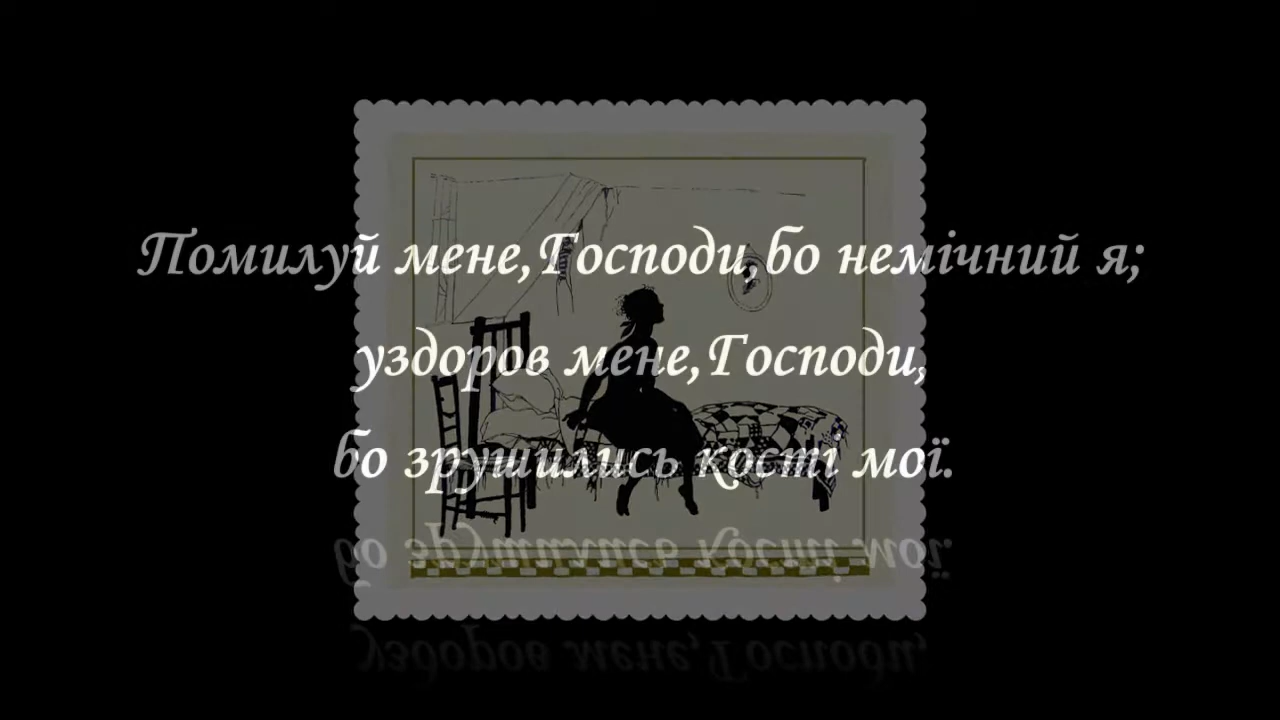 Помилуй мене, Господи, бо немічний я;
уздоров мене, Господи,
бо зрушились кості мої.